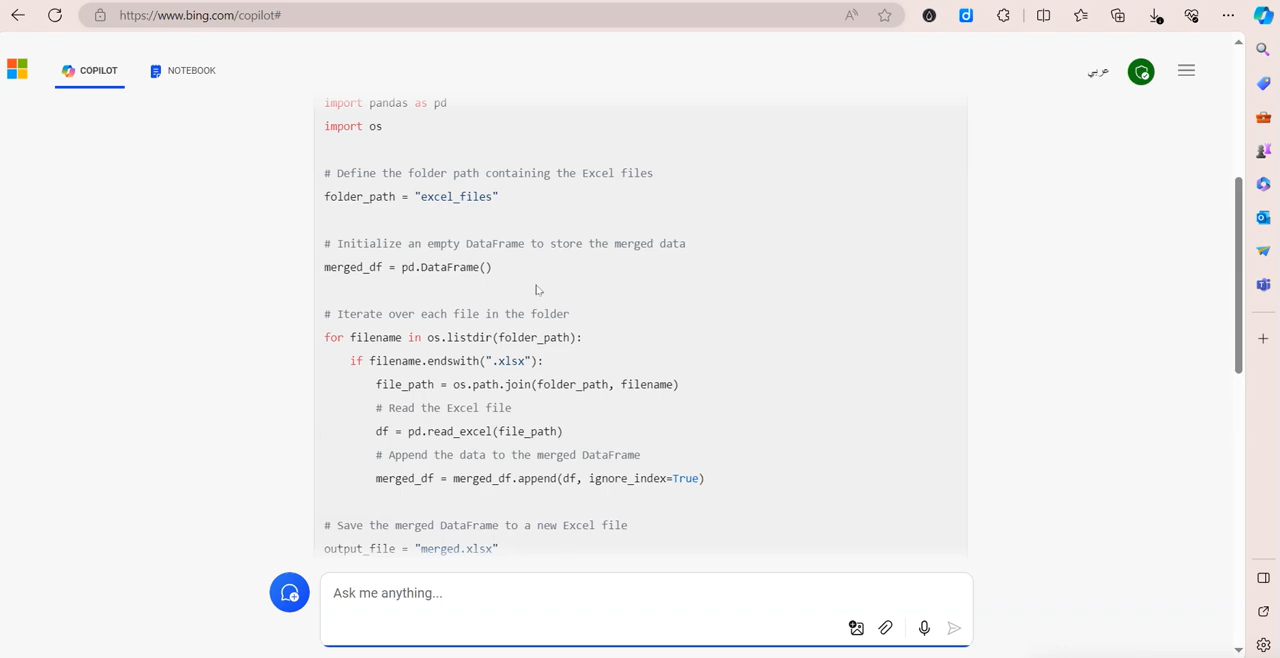 https://www.bing.com/copilot#
COPILOT
NOTEBOOK
عربي
import pandas as pd
import os
# Define the folder path containing the Excel files
folder_path = "excel_files"
# Initialize an empty DataFrame to store the merged data
merged_df = pd.DataFrame()
# Iterate over each file in the folder
for filename in os.listdir(folder_path):
if filename.endswith(".xlsx"):
file_path = os.path.join(folder_path, filename)
# Read the Excel file
df = pd.read_excel(file_path)
# Append the data to the merged DataFrame
merged_df = merged_df.append(df, ignore_index=True)
# Save the merged DataFrame to a new Excel file
output_file = "merged.xlsx"
Ask me anything...